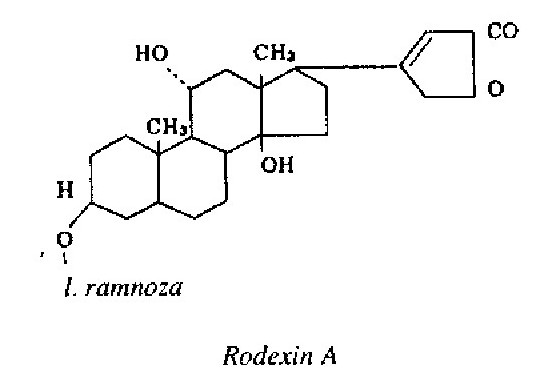 HO CH₃ CO
O
CH₃
OH
H
O
l. ramnoza
Rodexin A